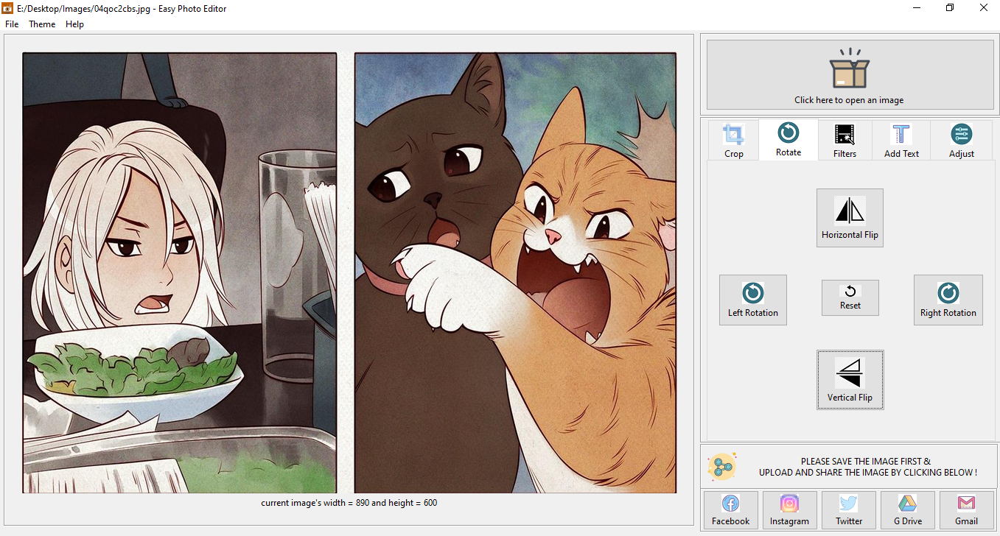 E:/Desktop/Images/04qoc2cbs.jpg - Easy Photo Editor
File Theme Help
Click here to open an image
Crop Rotate Filters Add Text Adjust
Horizontal Flip
Left Rotation Reset Right Rotation
Vertical Flip
current image's width = 890 and height = 600
PLEASE SAVE THE IMAGE FIRST &
UPLOAD AND SHARE THE IMAGE BY CLICKING BELOW !
Facebook Instagram Twitter G Drive Gmail